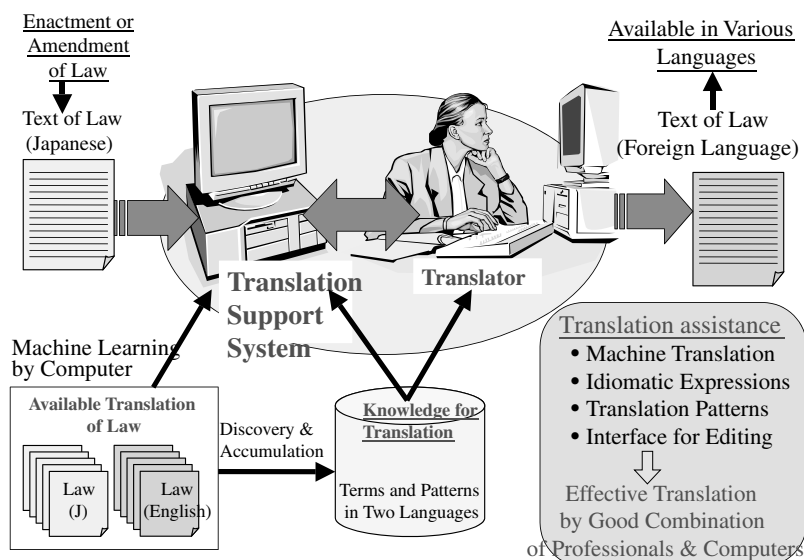 Enactment or
Amendment
of Law
Text of Law
(Japanese)
Available in Various
Languages
Text of Law
(Foreign Language)
Translation
Support
System
Translator
Machine Learning
by Computer
Available Translation
of Law
Law
(J)
Law
(English)
Discovery &
Accumulation
Knowledge for
Translation
Terms and Patterns
in Two Languages
Translation assistance
• Machine Translation
• Idiomatic Expressions
• Translation Patterns
• Interface for Editing
Effective Translation
by Good Combination
of Professionals & Computers